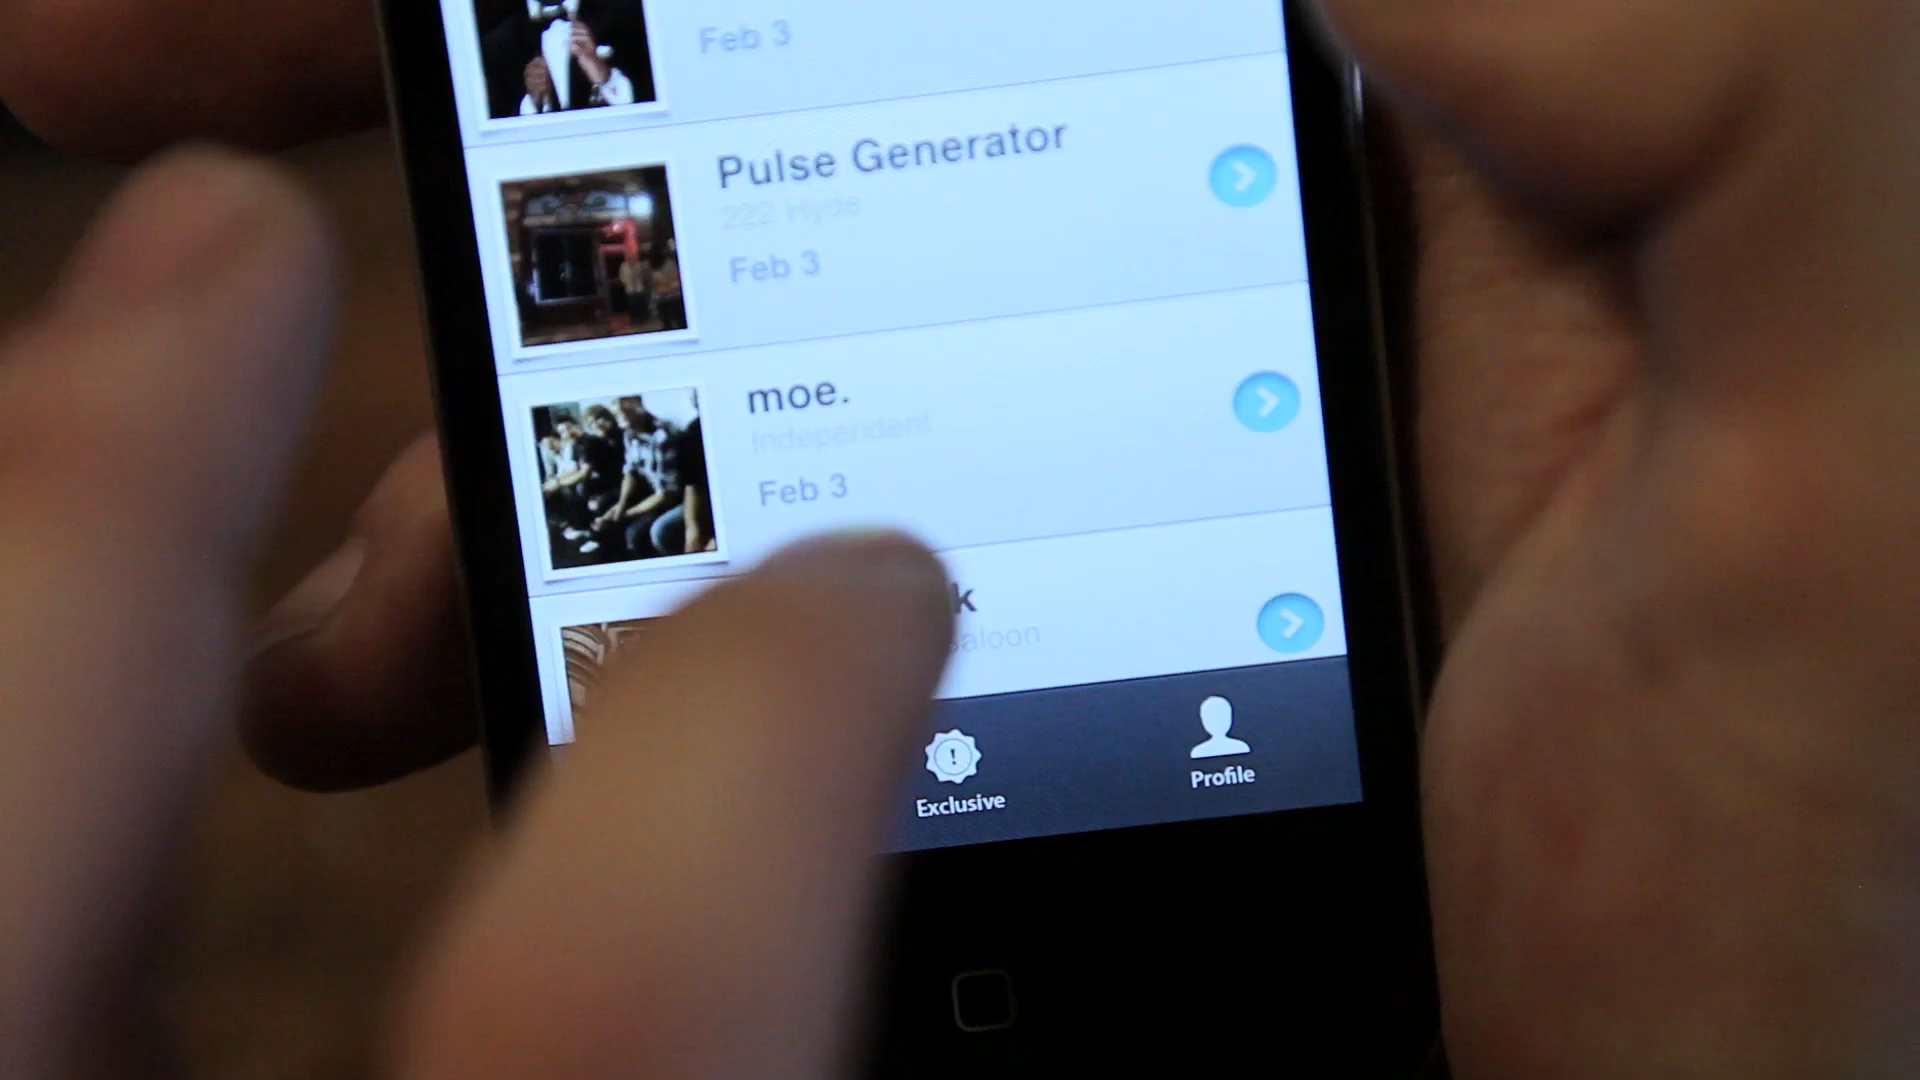 Feb 3
Pulse Generator
222 Hyde
Feb 3
moe.
Independent
Feb 3
k
Saloon
Exclusive
Profile